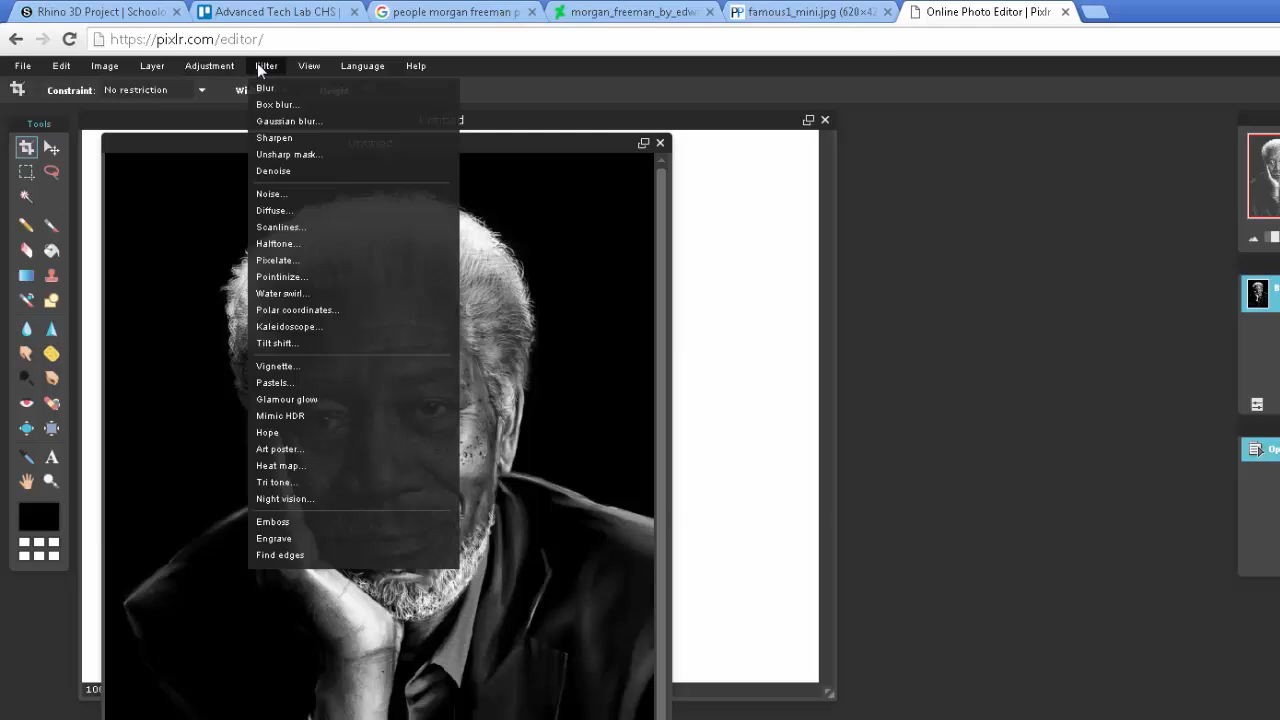 Rhino 3D Project | Schoolo
Advanced Tech Lab CHS |
people morgan freeman p
morgan_freeman_by_edw
famous1_mini.jpg (620×42
Online Photo Editor | Pixlr
https://pixlr.com/editor/
File Edit Image Layer Adjustment Filter View Language Help
Constraint: No restriction Height
Tools
Untitled
Untitled
Blur
Box blur...
Gaussian blur...
Sharpen
Unsharp mask...
Denoise
Noise...
Diffuse...
Scanlines...
Halftone...
Pixelate...
Pointinize...
Water swirl...
Polar coordinates...
Kaleidoscope...
Tilt shift...
Vignette...
Pastels...
Glamour glow
Mimic HDR
Hope
Art poster...
Heat map...
Tri tone...
Night vision...
Emboss
Engrave
Find edges